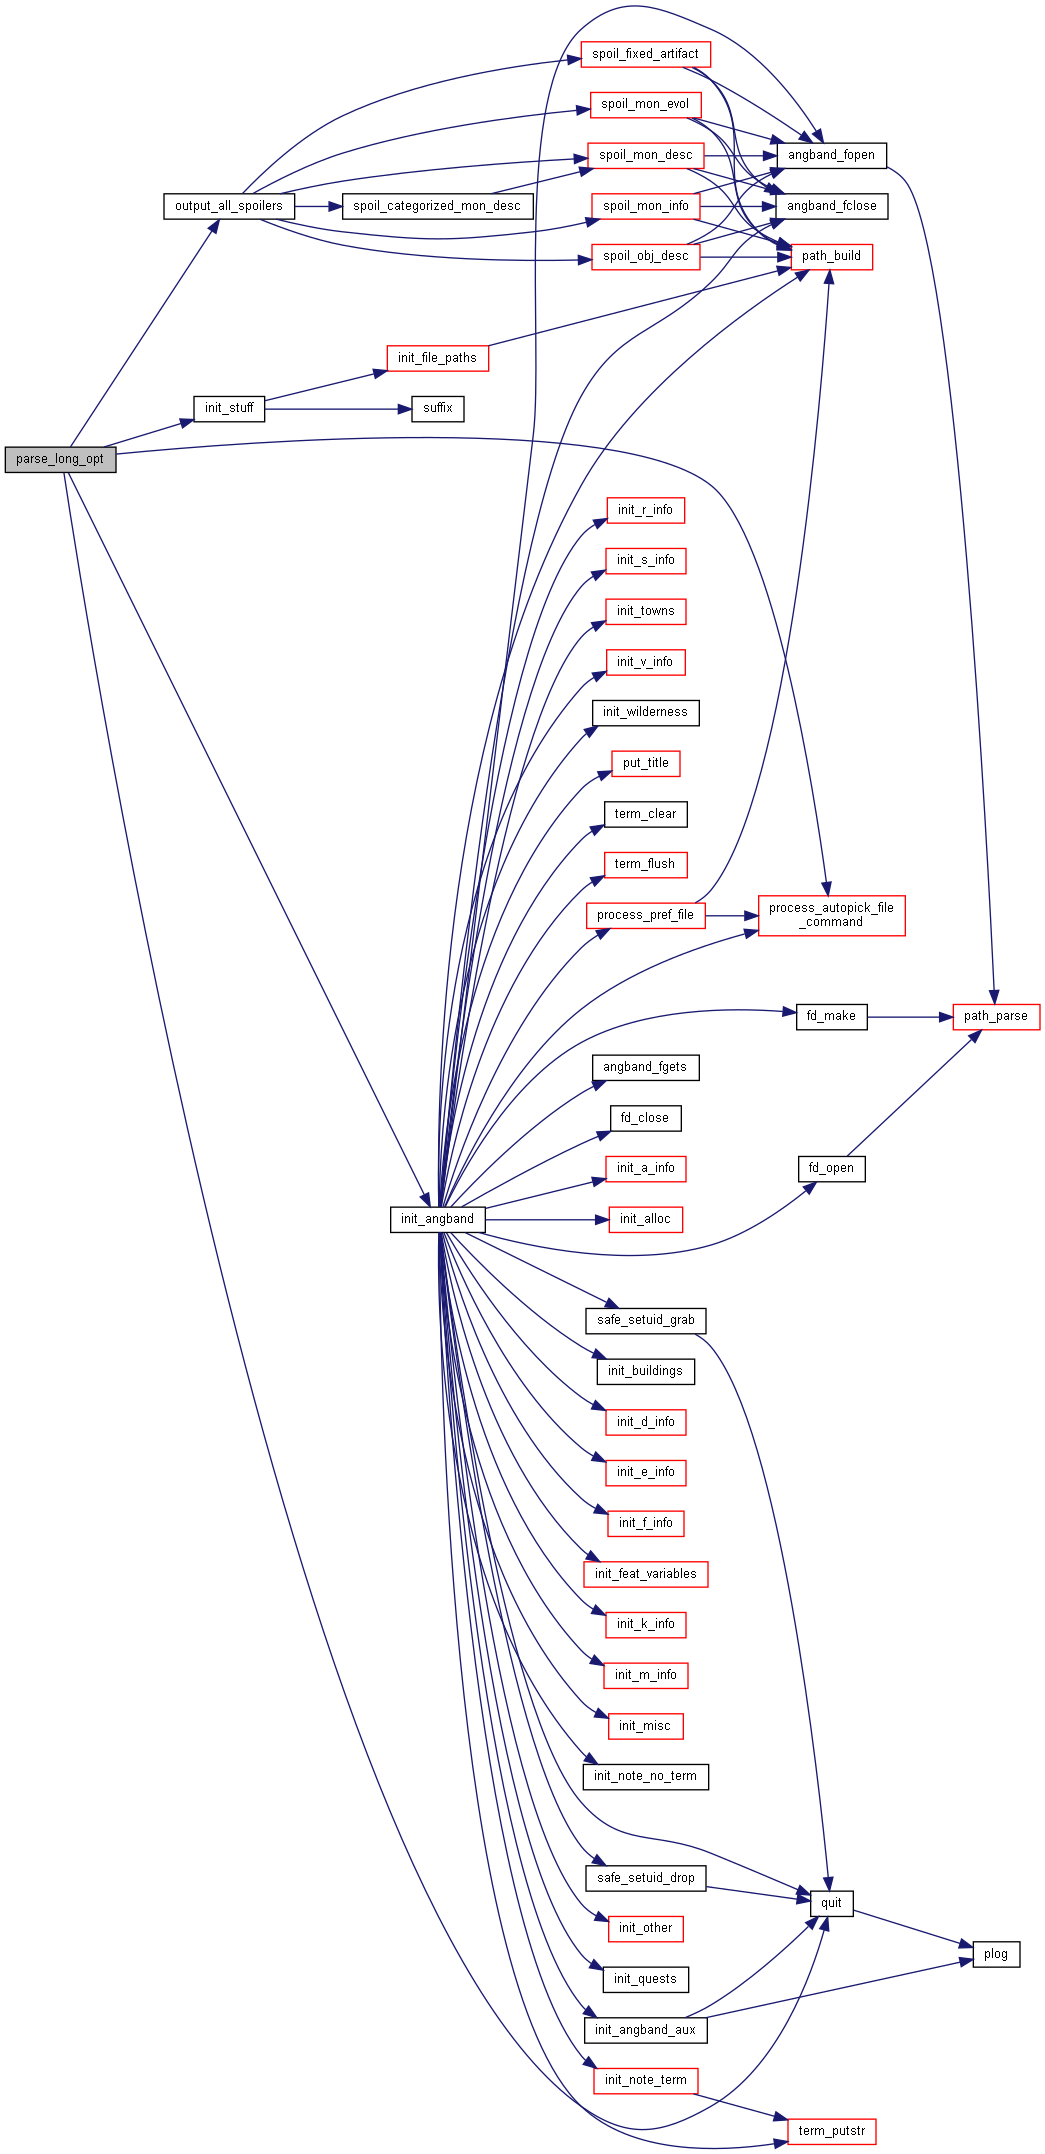 spoil_fixed_artifact
spoil_mon_evol
spoil_mon_desc
angband_fopen
output_all_spoilers
spoil_categorized_mon_desc
spoil_mon_info
angband_fclose
spoil_obj_desc
path_build
init_file_paths
init_stuff
suffix
parse_long_opt
init_r_info
init_s_info
init_towns
init_v_info
init_wilderness
put_title
term_clear
term_flush
process_pref_file
process_autopick_file
_command
fd_make
path_parse
angband_fgets
fd_close
init_a_info
fd_open
init_angband
init_alloc
safe_setuid_grab
init_buildings
init_d_info
init_e_info
init_f_info
init_feat_variables
init_k_info
init_m_info
init_misc
init_note_no_term
safe_setuid_drop
quit
init_other
plog
init_quests
init_angband_aux
init_note_term
term_putstr